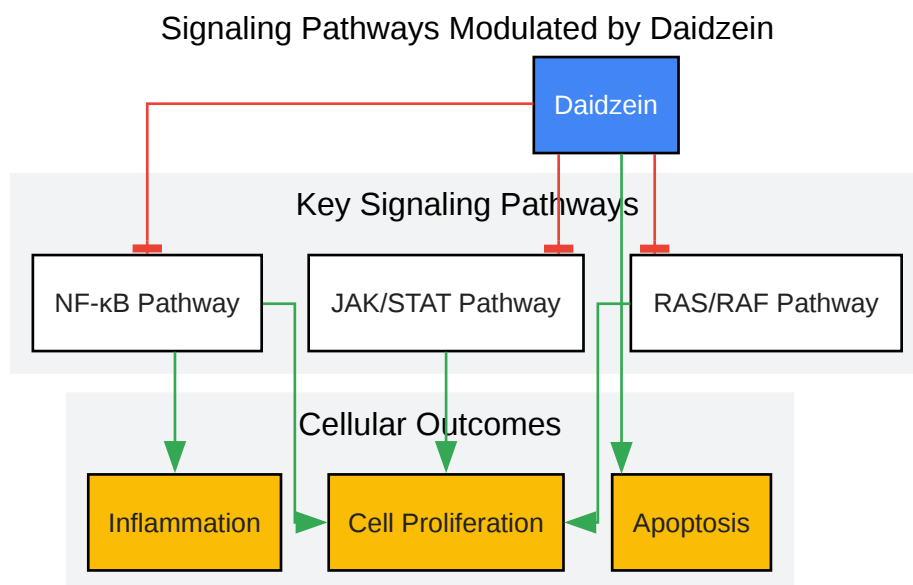 Signaling Pathways Modulated by Daidzein
Daidzein
Key Signaling Pathways
NF-κB Pathway
JAK/STAT Pathway
RAS/RAF Pathway
Cellular Outcomes
Inflammation
Cell Proliferation
Apoptosis